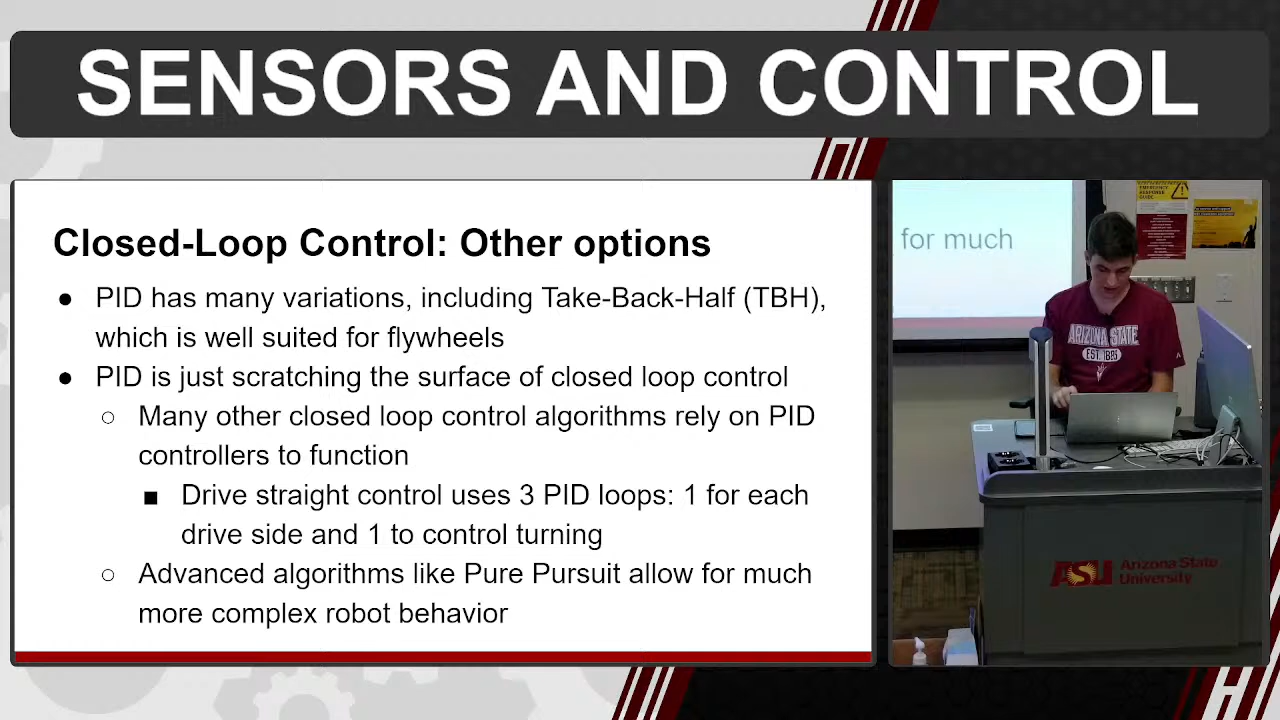 SENSORS AND CONTROL
Closed-Loop Control: Other options
● PID has many variations, including Take-Back-Half (TBH),
which is well suited for flywheels
● PID is just scratching the surface of closed loop control
○ Many other closed loop control algorithms rely on PID
controllers to function
■ Drive straight control uses 3 PID loops: 1 for each
drive side and 1 to control turning
○ Advanced algorithms like Pure Pursuit allow for much
more complex robot behavior
for much
EMERGENCY
RESPONSE
GUIDE
ARIZONA STATE
EST. 1885
ASU Arizona State
University